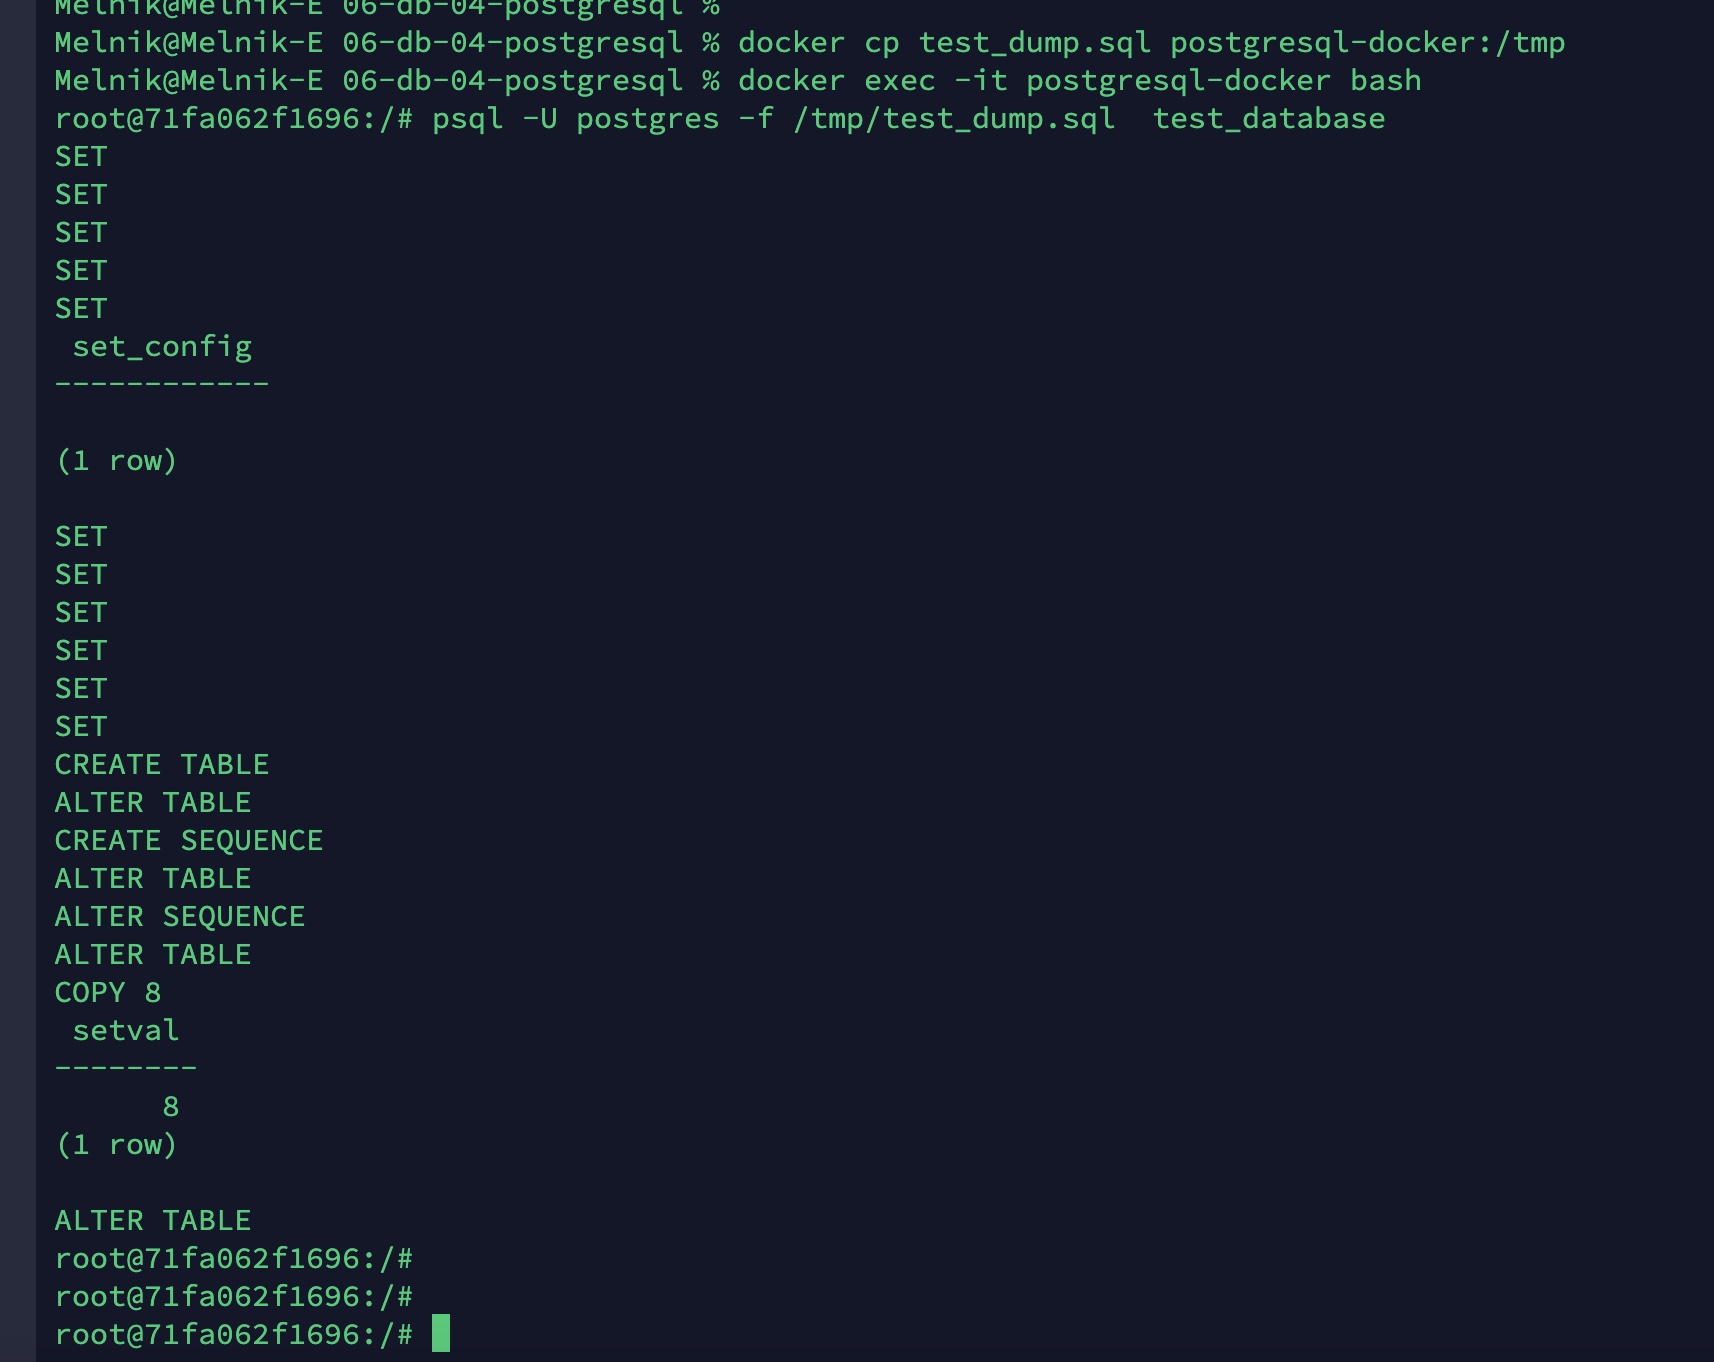 Melnik@Melnik-E 06-db-04-postgresql %
Melnik@Melnik-E 06-db-04-postgresql % docker cp test_dump.sql postgresql-docker:/tmp
Melnik@Melnik-E 06-db-04-postgresql % docker exec -it postgresql-docker bash
root@71fa062f1696:/# psql -U postgres -f /tmp/test_dump.sql  test_database
SET
SET
SET
SET
SET
 set_config
------------
(1 row)
SET
SET
SET
SET
SET
SET
CREATE TABLE
ALTER TABLE
CREATE SEQUENCE
ALTER TABLE
ALTER SEQUENCE
ALTER TABLE
COPY 8
 setval
--------
      8
(1 row)
ALTER TABLE
root@71fa062f1696:/#
root@71fa062f1696:/#
root@71fa062f1696:/#